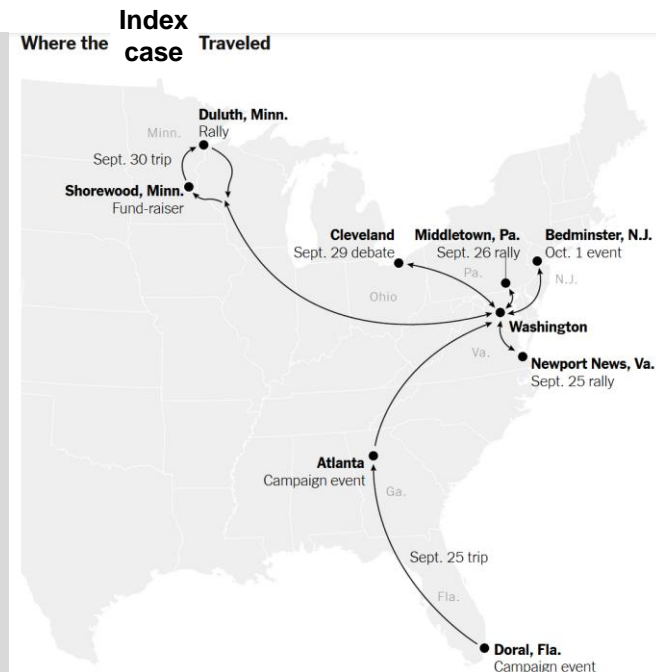 Where the Index case Traveled
Duluth, Minn.
Rally
Minn.
Sept. 30 trip
Shorewood, Minn.
Fund-raiser
Cleveland
Sept. 29 debate
Middletown, Pa.
Sept. 26 rally
Bedminster, N.J.
Oct. 1 event
Pa.
N.J.
Ohio
Washington
Va.
Newport News, Va.
Sept. 25 rally
Atlanta
Campaign event
Ga.
Sept. 25 trip
Fla.
Doral, Fla.
Campaign event